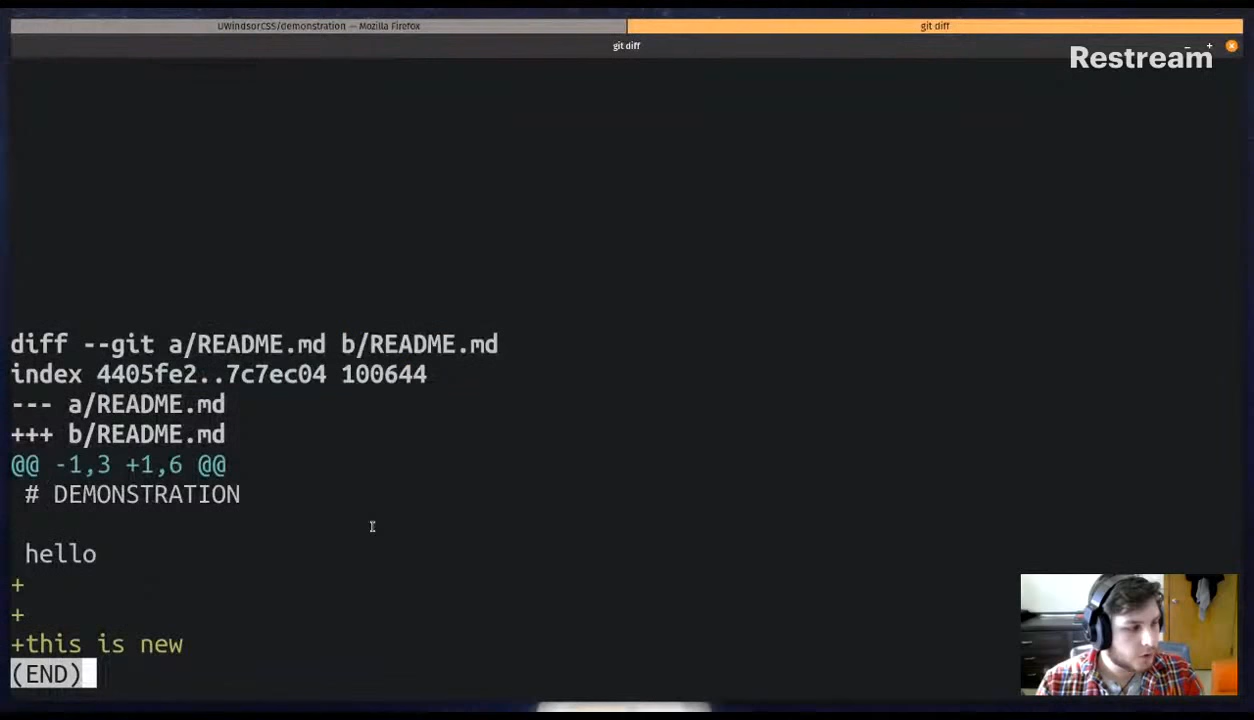 UWindsorCSS/demonstration — Mozilla Firefox
git diff
git diff
Restream
diff --git a/README.md b/README.md
index 4405fe2..7c7ec04 100644
--- a/README.md
+++ b/README.md
@@ -1,3 +1,6 @@
# DEMONSTRATION
hello
+
+
+this is new
(END)